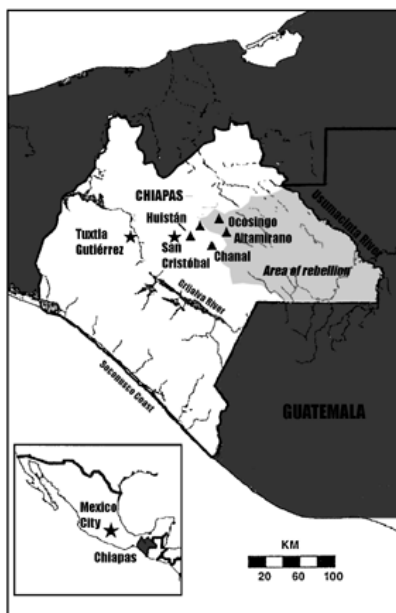 CHIAPAS
Huistán
Ocosingo
Usumacinta River
Tuxtla
Gutiérrez
San
Cristóbal
Altamirano
Chanal
Area of rebellion
Grijalva River
Soconusco Coast
GUATEMALA
Mexico
City
Chiapas
KM
20 60 100